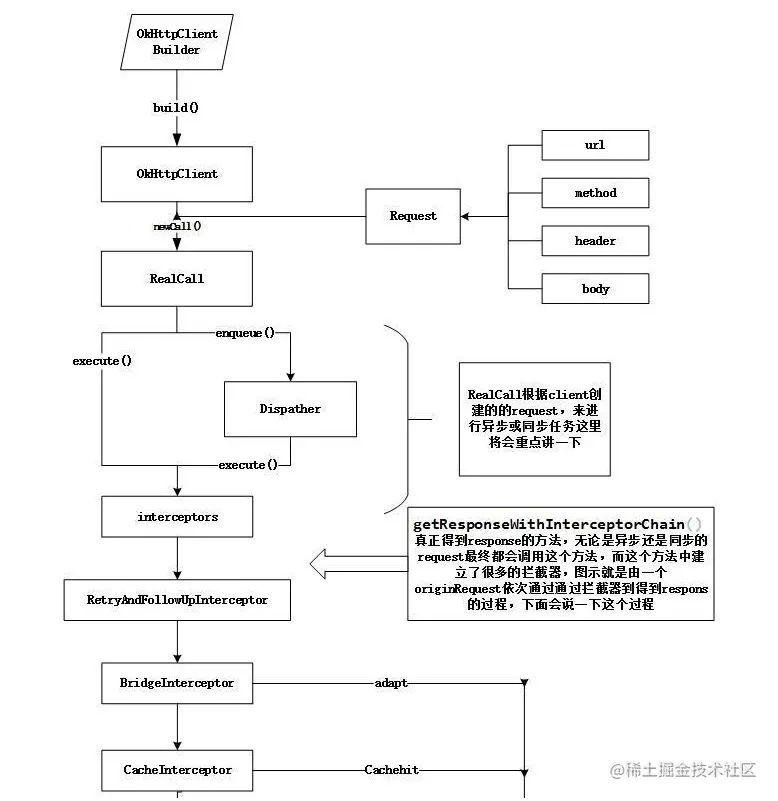 OkHttpClient
Builder
build()
OkHttpClient
url
method
Request
newCall()
header
RealCall
body
enqueue()
execute()
Dispather
RealCall根据client创
建的的request，来进
行异步或同步任务这里
将会重点讲一下
execute()
interceptors
getResponseWithInterceptorChain()
真正得到response的方法，无论是异步还是同步的
request最终都会调用这个方法，而这个方法中建
立了很多的拦截器，图示就是由一个
originRequest依次通过通过拦截器到得到respons
的过程，下面会说一下这个过程
RetryAndFollowUpInterceptor
BridgeInterceptor
adapt
CacheInterceptor
Cachehit
@稀土掘金技术社区